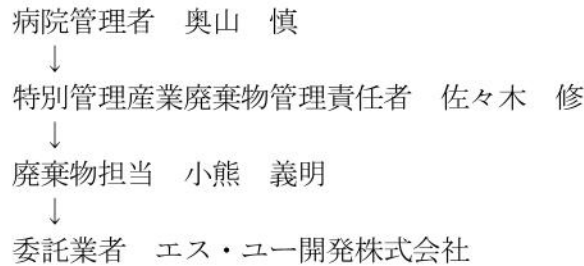 病院管理者　奥山　慎
↓
特別管理産業廃棄物管理責任者　佐々木　修
↓
廃棄物担当　小熊　義明
↓
委託業者　エス・ユー開発株式会社